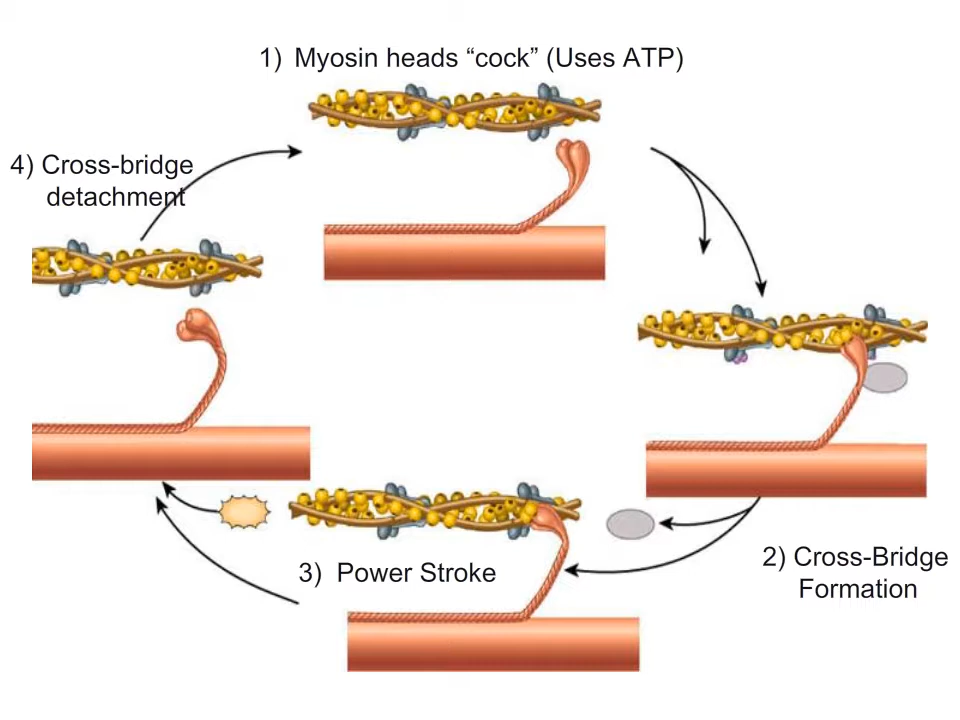 1) Myosin heads “cock” (Uses ATP)
4) Cross-bridge
detachment
2) Cross-Bridge
Formation
3) Power Stroke